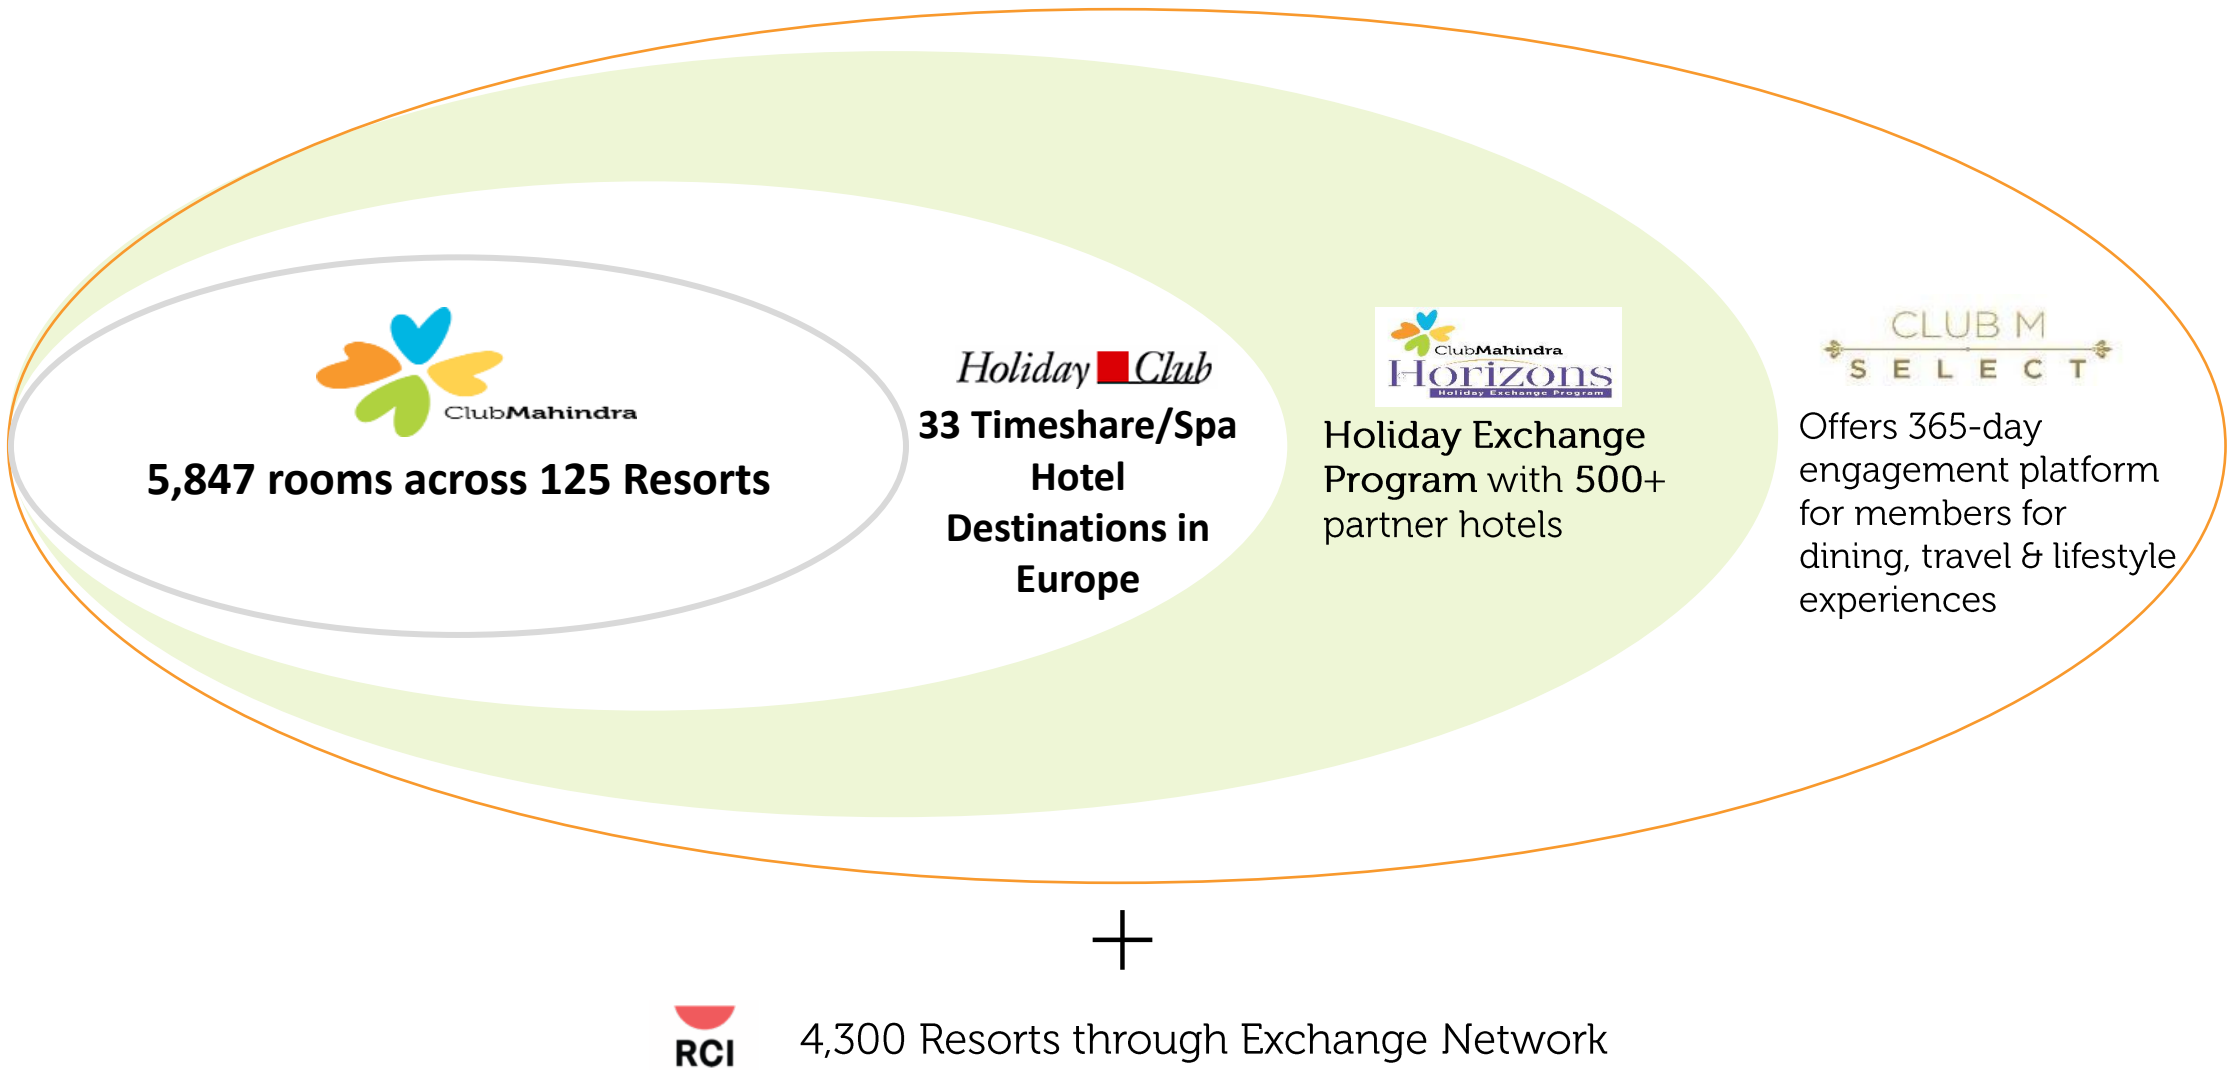 ClubMahindra
5,847 rooms across 125 Resorts
Holiday Club
33 Timeshare/Spa
Hotel
Destinations in
Europe
ClubMahindra
Horizons
Holiday Exchange Program
Holiday Exchange
Program with 500+
partner hotels
CLUB M
SELECT
Offers 365-day
engagement platform
for members for
dining, travel & lifestyle
experiences
+
RCI
4,300 Resorts through Exchange Network